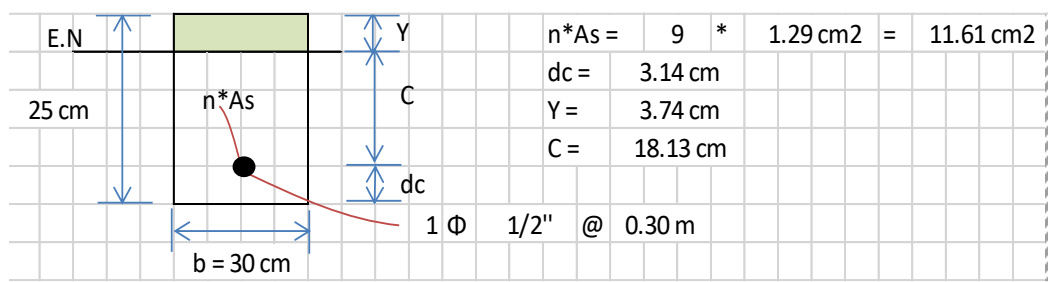 E.N Y n*As = 9 * 1.29 cm2 = 11.61 cm2
dc = 3.14 cm
25 cm n*As C Y = 3.74 cm
C = 18.13 cm
dc
1 Φ 1/2" @ 0.30 m
b = 30 cm